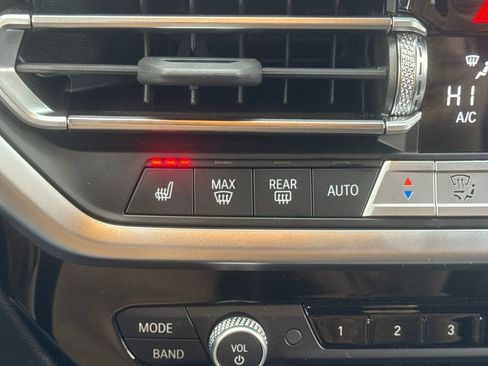 HI
A/C
MAX
REAR
AUTO
MODE
1
2
3
BAND
VOL